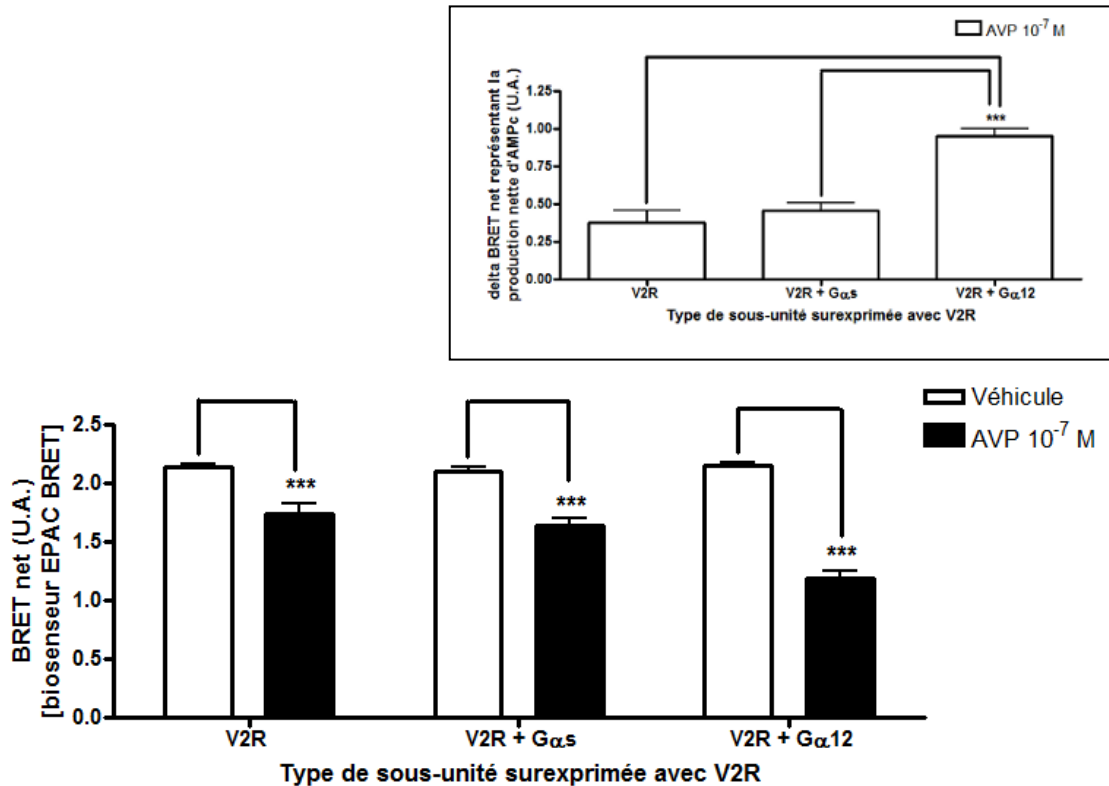 AVP 10⁻⁷ M
delta BRET net représentant la
production nette d'AMPc (U.A.)
1.25
1.00
0.75
0.50
0.25
0.00
***
V2R
V2R + Gαs
V2R + Gα12
Type de sous-unité surexprimée avec V2R
Véhicule
AVP 10⁻⁷ M
BRET net (U.A.)
[biosenseur EPAC BRET]
2.5
2.0
1.5
1.0
0.5
0.0
***
***
***
V2R
V2R + Gαs
V2R + Gα12
Type de sous-unité surexprimée avec V2R